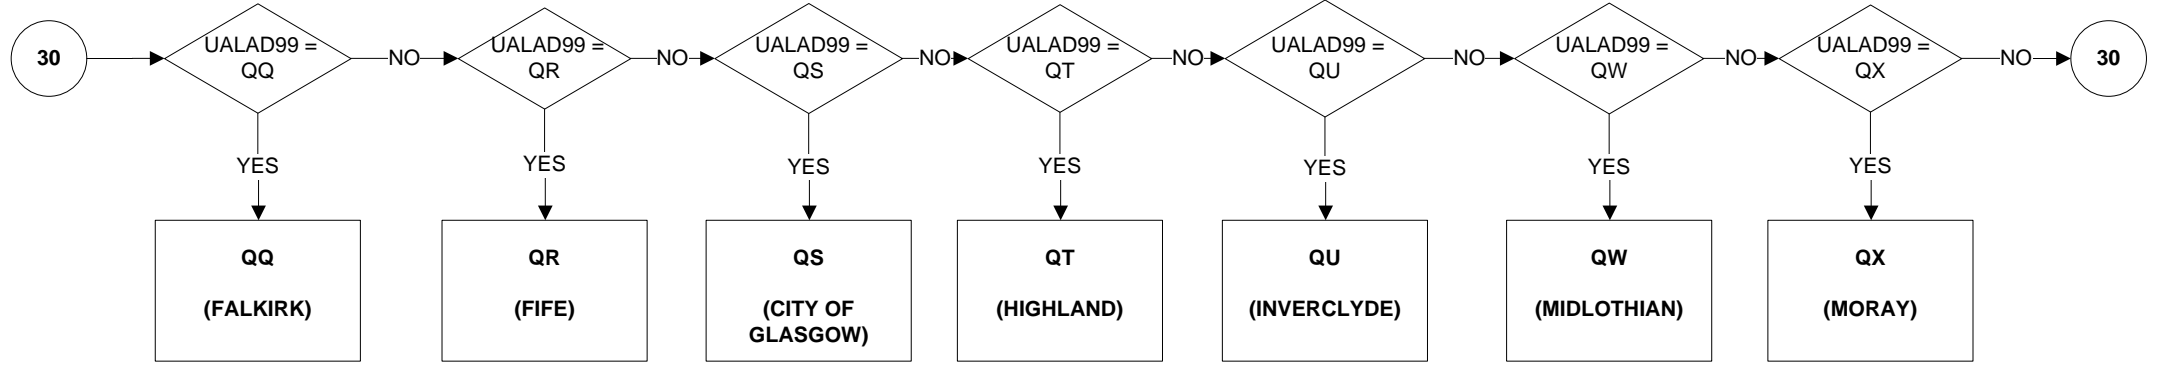 30
UALAD99 =
QQ
NO
UALAD99 =
QR
NO
UALAD99 =
QS
NO
UALAD99 =
QT
NO
UALAD99 =
QU
NO
UALAD99 =
QW
NO
UALAD99 =
QX
NO
30
YES
YES
YES
YES
YES
YES
YES
QQ
(FALKIRK)
QR
(FIFE)
QS
(CITY OF
GLASGOW)
QT
(HIGHLAND)
QU
(INVERCLYDE)
QW
(MIDLOTHIAN)
QX
(MORAY)